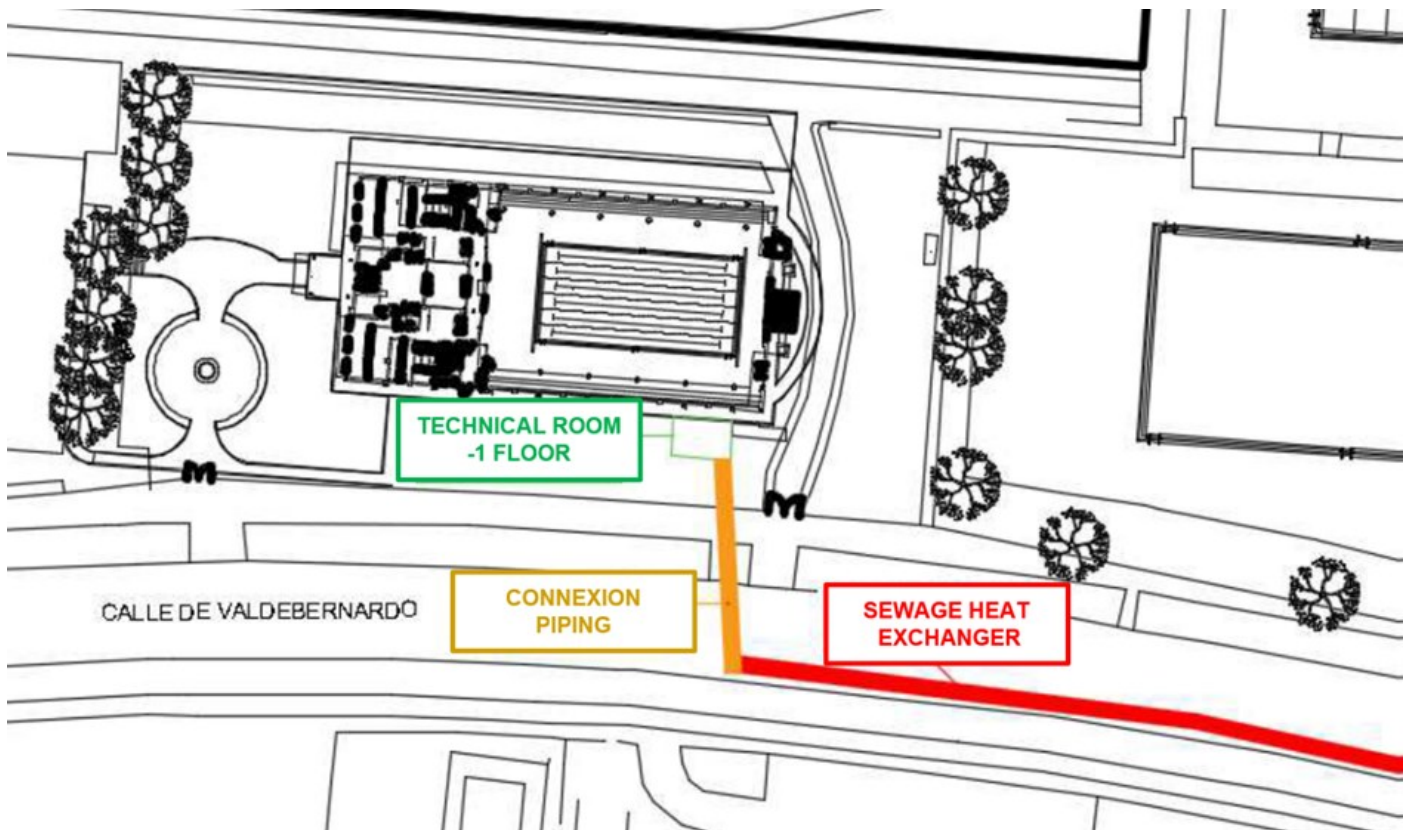 TECHNICAL ROOM
-1 FLOOR
CONNEXION
PIPING
CALLE DE VALDEBERNARDO
SEWAGE HEAT
EXCHANGER